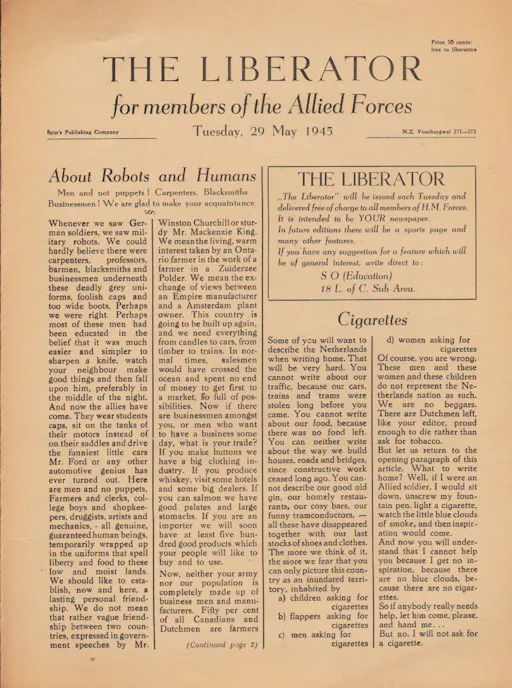 Price 10 cents:
free to liberators
THE LIBERATOR
for members of the Allied Forces
Spin's Publishing Company
Tuesday, 29 May 1945
N.Z. Voorburgwal 271—273
About Robots and Humans
Men and not puppets! Carpenters, Blacksmiths
Businessmen! We are glad to make your acquaintance
Whenever we saw Ger-
man soldiers, we saw mil-
itary robots. We could
hardly believe there were
carpenters, professors,
barmen, blacksmiths and
businessmen underneath
these deadly grey uni-
forms, foolish caps and
too wide boots, Perhaps
we were right. Perhaps
most of these men had
been educated in the
belief that it was much
easier and simpler to
sharpen a knife, watch
your neighbour make
good things and then fall
upon him, preferably in
the middle of the night.
And now the allies have
come. They wear students
caps, sit on the tanks of
their motors instead of
on their saddles and drive
the funniest little cars
Mr. Ford or any other
automotive genius has
ever turned out. Here
are men and no puppets,
Farmers and clerks, col-
lege boys and shopkee-
pers, druggists, artists and
mechanics, - all genuine,
guaranteed human beings,
temporarily wrapped up
in the uniforms that spell
liberty and food to these
low and moist lands.
We should like to esta-
blish, now and here, a
lasting personal friend-
ship. We do not mean
that rather vague friend-
ship between two coun-
tries, expressed in govern-
ment speeches by Mr.
Winston Churchill or stur-
dy Mr. Mackenzie King.
We mean the living, warm
interest taken by an Onta-
rio farmer in the work of a
farmer in a Zuiderzee
Polder. We mean the ex-
change of views between
an Empire manufacturer
and a Amsterdam plant
owner. This country is
going to be built up again,
and we need everything
from candles to cars, from
timber to trains. In nor-
mal times, salesmen
would have crossed the
ocean and spent no end
of money to get first to
a market, so full of pos-
sibilities. Now if there
are businessmen amongst
you, or men who want
to have a business some
day, what is your trade?
If you make buttons we
have a big clothing in-
dustry. If you produce
whiskey, visit some hotels
and some big dealers. If
you can salmon we have
good palates and large
stomachs. If you are an
importer we will soon
have at least five hun-
dred good products which
your people will like to
buy and to use.
Now, neither your army
nor our population is
completely made up of
business men and manu-
facturers. Fifty per cent
of all Canadians and
Dutchmen are farmers
(Continued page 2)
THE LIBERATOR
„The Liberator" will be issued each Tuesday and
delivered free of charge to all members of H.M. Forces.
It is intended to be YOUR newspaper.
In future editions there will be a sports page and
many other features.
If you have any suggestion for a feature which will
be of general interest, write direct to:
S O (Education)
18 L. of C. Sub Area.
Cigarettes
Some of you will want to
describe the Netherlands
when writing home. That
will be very hard. You
cannot write about our
traffic, because our cars,
trains and trams were
stolen long before you
came. You cannot write
about our food, because
there was no food left.
You can neither write
about the way we build
houses, roads and bridges,
since constructive work
ceased long ago. You can-
not describe our good old
gin, our homely restau-
rants, our cosy bars, our
funny tramconductors, —
all these have disappeared
together with our last
stocks of shoes and clothes.
The more we think of it,
the more we fear that you
can only picture this coun-
try as an inundated terri-
tory, inhabited by
a) children asking for
cigarettes
b) flappers asking for
cigarettes
c) men asking for
cigarettes
d) women asking for
cigarettes
Of course, you are wrong.
These men and these
women and these children
do not represent the Ne-
therlands nation as such.
We are no beggars.
There are Dutchmen left,
like your editor, proud
enough to die rather than
ask for tobacco.
But let us return to the
opening paragraph of this
article. What to write
home? Well, if I were an
Allied soldier, I would sit
down, unscrew my foun-
tain pen, light a cigarette,
watch the little blue clouds
of smoke, and then inspir-
ation would come.
And now you will under-
stand that I cannot help
you because I get no in-
spiration, because there
are no blue clouds, be-
cause there are no cigar-
ettes.
So if anybody really needs
help, let him come, please,
and hand me...
But no. I will not ask for
a cigarette.